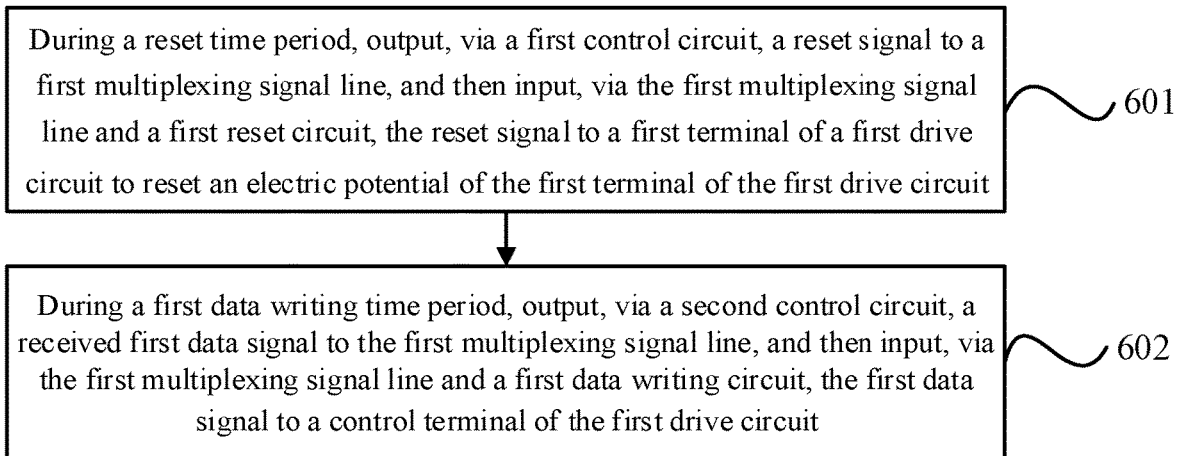 During a reset time period, output, via a first control circuit, a reset signal to a
first multiplexing signal line, and then input, via the first multiplexing signal
line and a first reset circuit, the reset signal to a first terminal of a first drive
circuit to reset an electric potential of the first terminal of the first drive circuit
601
During a first data writing time period, output, via a second control circuit, a
received first data signal to the first multiplexing signal line, and then input, via
the first multiplexing signal line and a first data writing circuit, the first data
signal to a control terminal of the first drive circuit
602